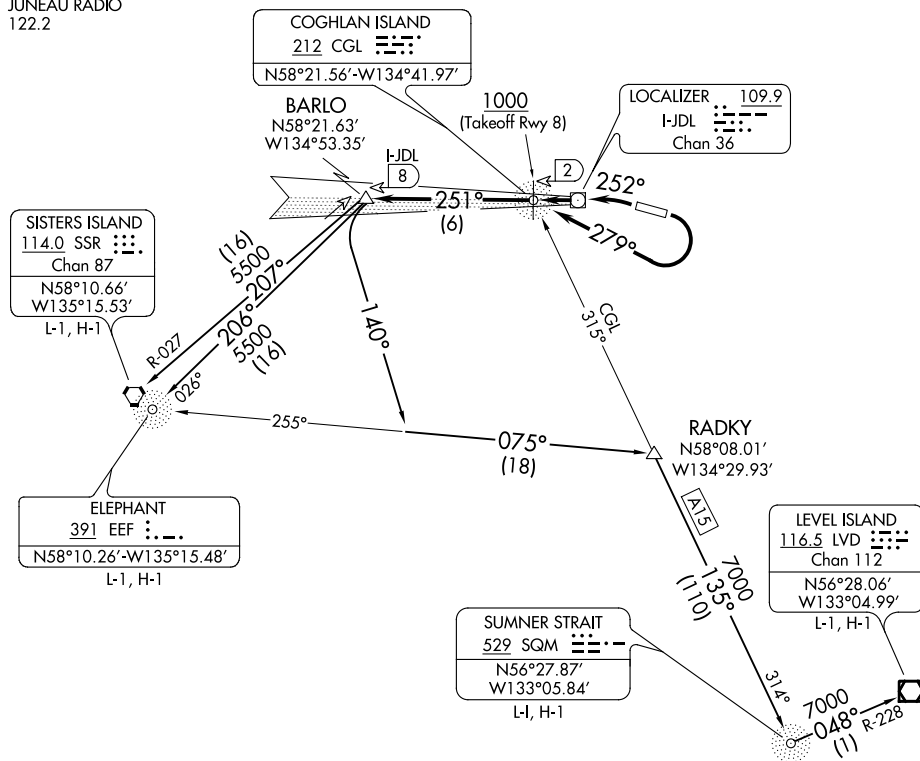 JUNEAU RADIO
122.2
COGHLAN ISLAND
212 CGL
N58°21.56'-W134°41.97'
BARLO
N58°21.63'
W134°53.35'
1000
(Takeoff Rwy 8)
LOCALIZER 109.9
I-JDL
Chan 36
I-JDL
8
2
251°
(6)
252°
279°
SISTERS ISLAND
114.0 SSR
Chan 87
N58°10.66'
W135°15.53'
L-1, H-1
(16)
5500
207°
206°
5500
(16)
R-027
026°
140°
CGL
315°
255°
075°
(18)
RADKY
N58°08.01'
W134°29.93'
A15
ELEPHANT
391 EEF
N58°10.26'-W135°15.48'
L-1, H-1
7000
135°
(110)
LEVEL ISLAND
116.5 LVD
Chan 112
N56°28.06'
W133°04.99'
L-1, H-1
SUMNER STRAIT
529 SQM
N56°27.87'
W133°05.84'
L-I, H-1
314°
7000
048°
(1)
R-228